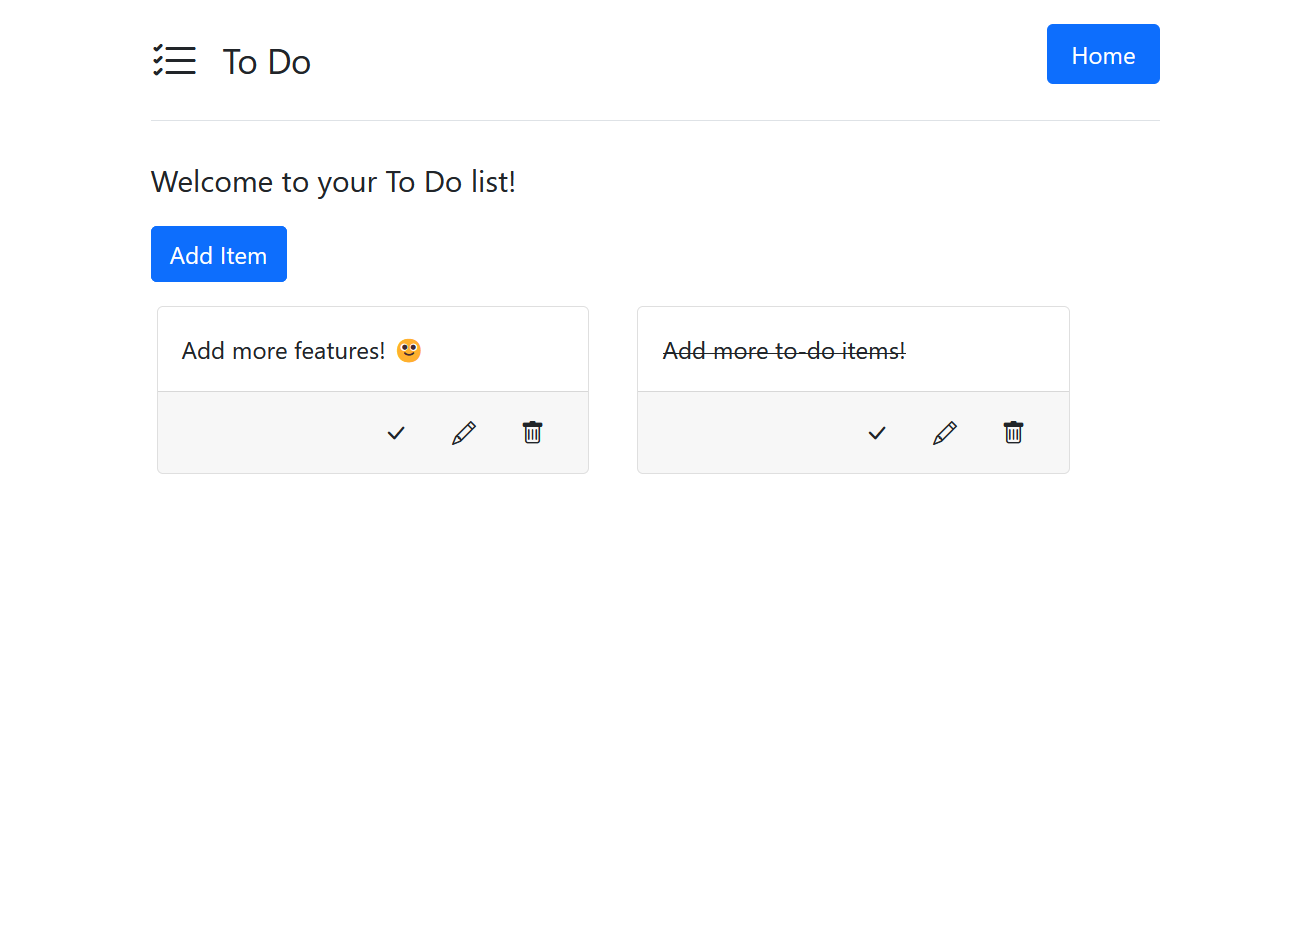 To Do
Home
Welcome to your To Do list!
Add Item
Add more features! 🙂
Add more to-do items!